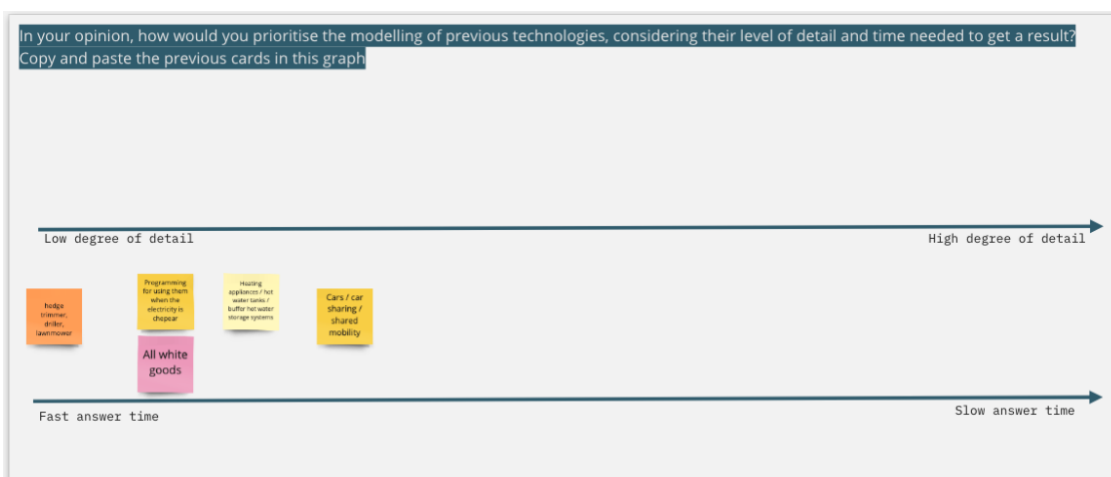 In your opinion, how would you prioritise the modelling of previous technologies, considering their level of detail and time needed to get a result?
Copy and paste the previous cards in this graph
Low degree of detail
High degree of detail
hedge
trimmer,
driller,
lawnmower
Programming
for using them
when the
electricity is
chepear
All white
goods
Heating
appliances / hot
water tanks /
buffer hot water
storage systems
Cars / car
sharing /
shared
mobility
Fast answer time
Slow answer time